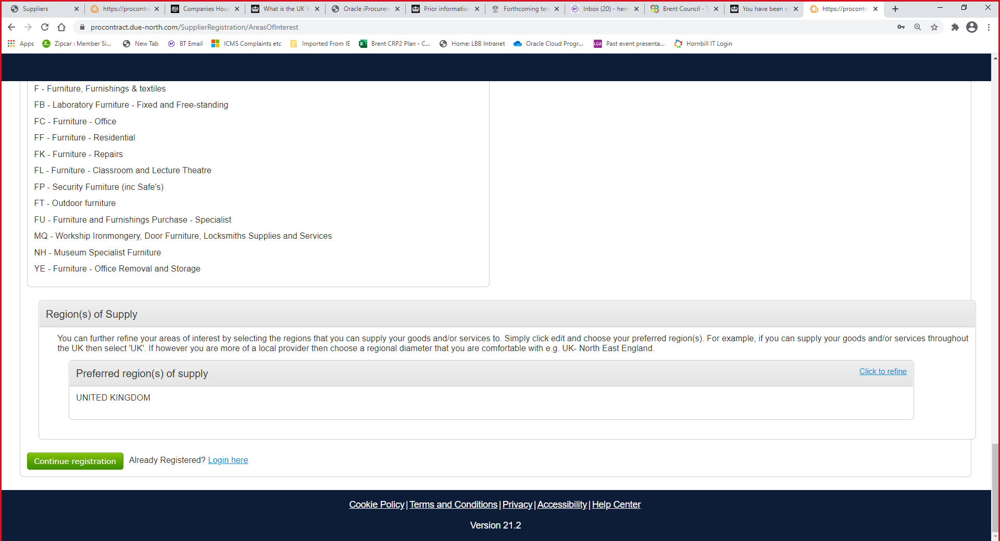 Suppliers
https://procontra
Companies Hous
What is the UK V
Oracle iProcurem
Prior information
Forthcoming ten
Inbox (20) - hen
Brent Council - T
You have been si
https://procontra
procontract.due-north.com/SupplierRegistration/AreasOfInterest
Apps
Zipcar : Member Si...
New Tab
BT Email
ICMS Complaints etc
Imported From IE
Brent CRP2 Plan - C...
Home: LBB Intranet
Oracle Cloud Progr...
LGA
Past event presenta...
Hornbill IT Login
F - Furniture, Furnishings & textiles
FB - Laboratory Furniture - Fixed and Free-standing
FC - Furniture - Office
FF - Furniture - Residential
FK - Furniture - Repairs
FL - Furniture - Classroom and Lecture Theatre
FP - Security Furniture (inc Safe's)
FT - Outdoor furniture
FU - Furniture and Furnishings Purchase - Specialist
MQ - Workship Ironmongery, Door Furniture, Locksmiths Supplies and Services
NH - Museum Specialist Furniture
YE - Furniture - Office Removal and Storage
Region(s) of Supply
You can further refine your areas of interest by selecting the regions that you can supply your goods and/or services to. Simply click edit and choose your preferred region(s). For example, if you can supply your goods and/or services throughout
the UK then select 'UK'. If however you are more of a local provider then choose a regional diameter that you are comfortable with e.g. UK- North East England.
Preferred region(s) of supply
Click to refine
UNITED KINGDOM
Continue registration
Already Registered? Login here
Cookie Policy | Terms and Conditions | Privacy | Accessibility | Help Center
Version 21.2